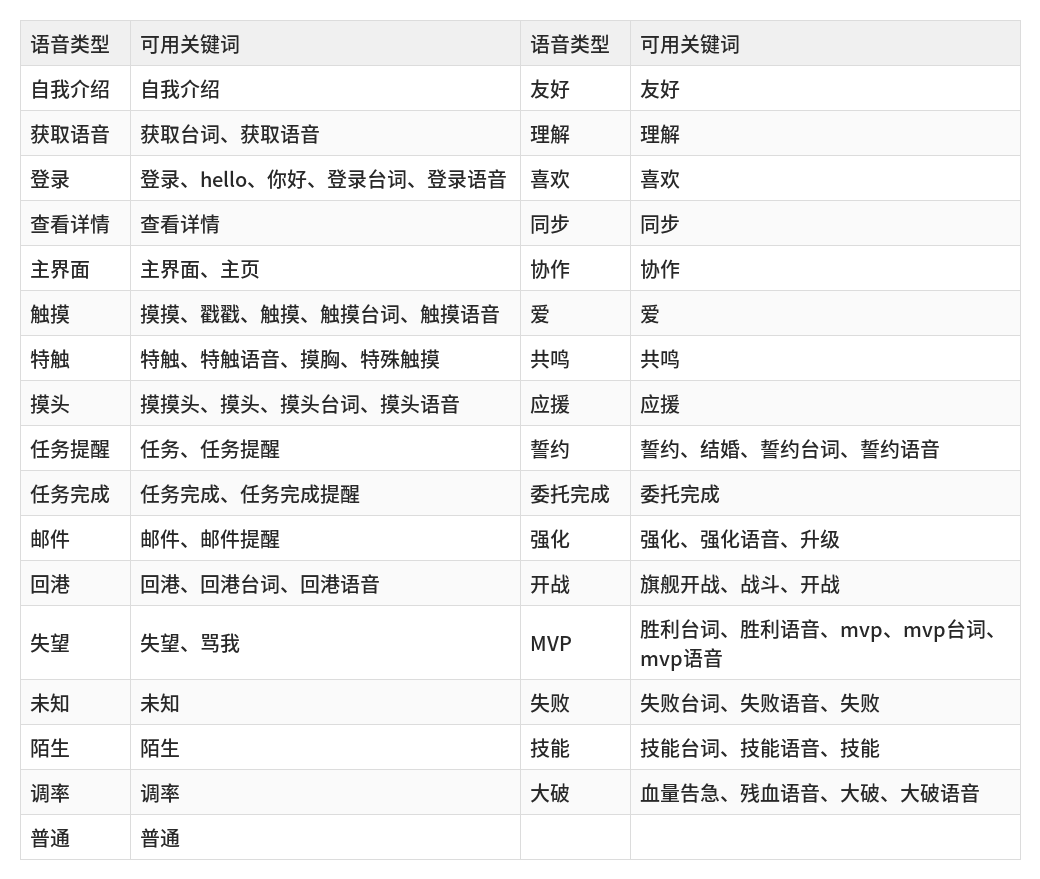 语音类型 可用关键词 语音类型 可用关键词
自我介绍 自我介绍 友好 友好
获取语音 获取台词、获取语音 理解 理解
登录 登录、hello、你好、登录台词、登录语音 喜欢 喜欢
查看详情 查看详情 同步 同步
主界面 主界面、主页 协作 协作
触摸 摸摸、戳戳、触摸、触摸台词、触摸语音 爱 爱
特触 特触、特触语音、摸胸、特殊触摸 共鸣 共鸣
摸头 摸摸头、摸头、摸头台词、摸头语音 应援 应援
任务提醒 任务、任务提醒 誓约 誓约、结婚、誓约台词、誓约语音
任务完成 任务完成、任务完成提醒 委托完成 委托完成
邮件 邮件、邮件提醒 强化 强化、强化语音、升级
回港 回港、回港台词、回港语音 开战 旗舰开战、战斗、开战
失望 失望、骂我 MVP 胜利台词、胜利语音、mvp、mvp台词、
mvp语音
未知 未知 失败 失败台词、失败语音、失败
陌生 陌生 技能 技能台词、技能语音、技能
调率 调率 大破 血量告急、残血语音、大破、大破语音
普通 普通